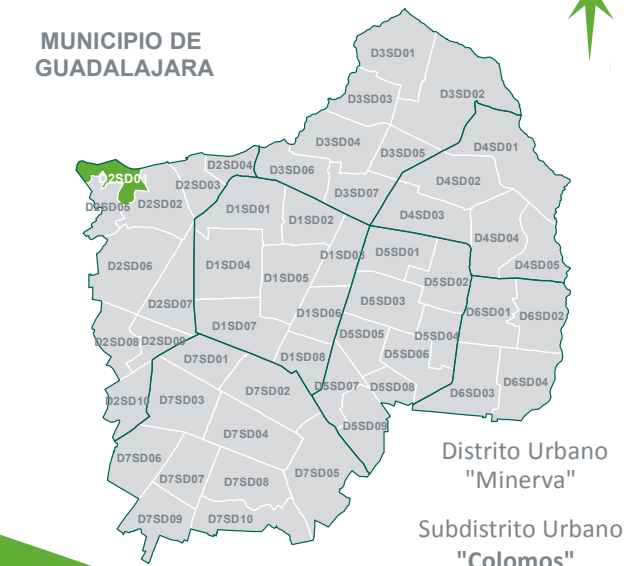 MUNICIPIO DE
GUADALAJARA
D3SD01
D3SD02
D3SD03
D3SD04
D3SD05
D4SD01
D2SD04
D3SD06
D2SD01
D4SD02
D2SD03
D3SD07
D2SD05
D2SD02
D1SD01
D1SD02
D4SD03
D4SD04
D1SD03
D5SD01
D2SD06
D1SD04
D4SD05
D1SD05
D5SD02
D2SD07
D5SD03
D1SD06
D6SD01
D6SD02
D1SD07
D5SD05
D5SD04
D2SD08
D2SD09
D5SD06
D7SD01
D1SD08
D6SD04
D5SD07
D5SD08
D7SD02
D6SD03
D2SD10
D7SD03
D5SD09
D7SD04
D7SD06
D7SD05
D7SD07
D7SD08
D7SD09
D7SD10
Distrito Urbano
"Minerva"
Subdistrito Urbano
"Colomos"